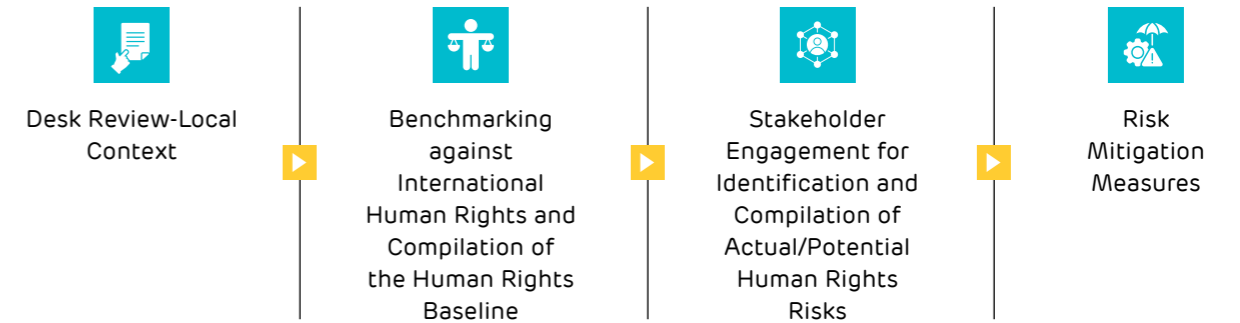 Desk Review-Local
Context
Benchmarking
against
International
Human Rights and
Compilation of
the Human Rights
Baseline
Stakeholder
Engagement for
Identification and
Compilation of
Actual/Potential
Human Rights
Risks
Risk
Mitigation
Measures